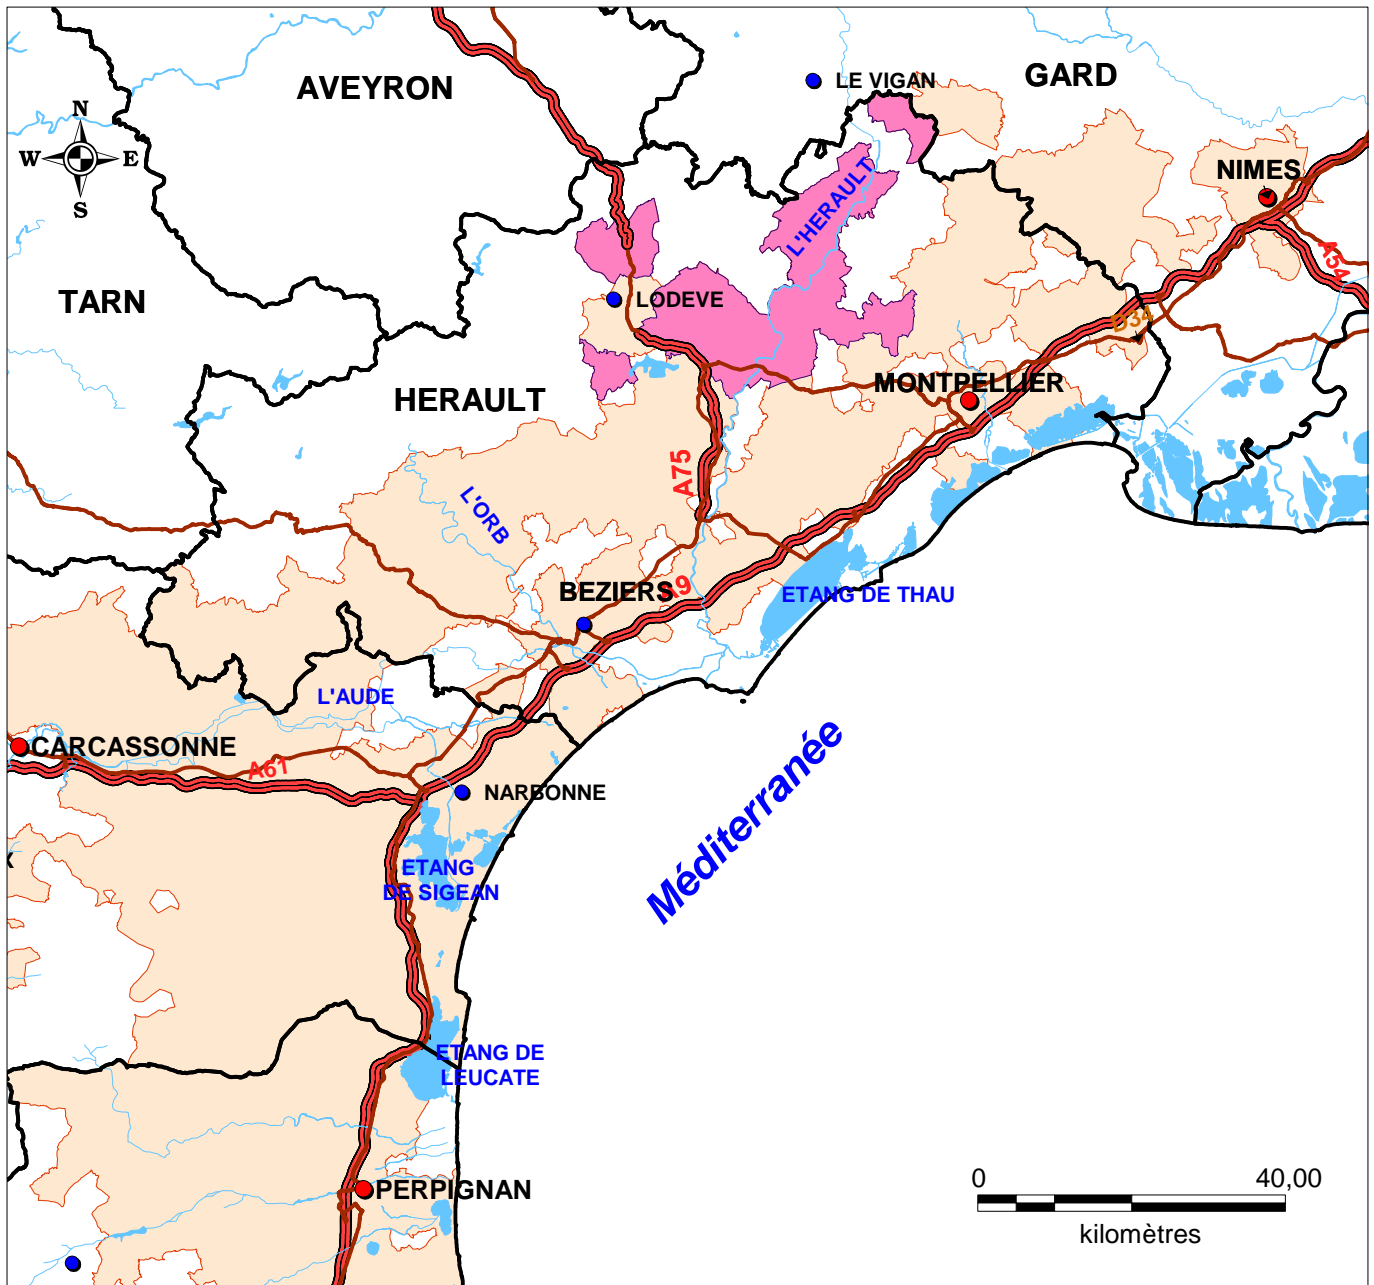 AVEYRON
LE VIGAN
GARD
N
W
E
S
NIMES
L'HERAULT
A54
TARN
LODEVE
D34
HERAULT
MONTPELLIER
A75
L'ORB
BEZIERS
A9
ETANG DE THAU
L'AUDE
CARCASSONNE
A61
NARBONNE
Méditerranée
ETANG
DE SIGEAN
ETANG DE
LEUCATE
PERPIGNAN
0
40,00
kilomètres